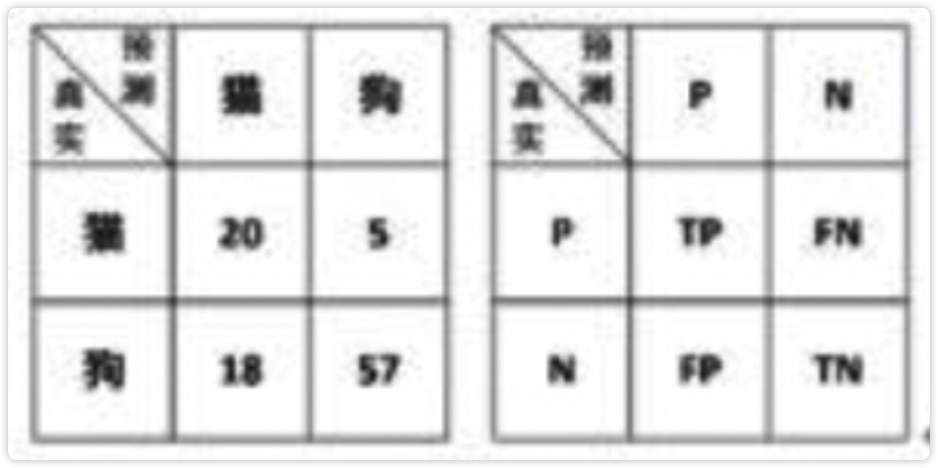 预测 真实 猫 狗
猫 20 5
狗 18 57
预测 真实 P N
P TP FN
N FP TN